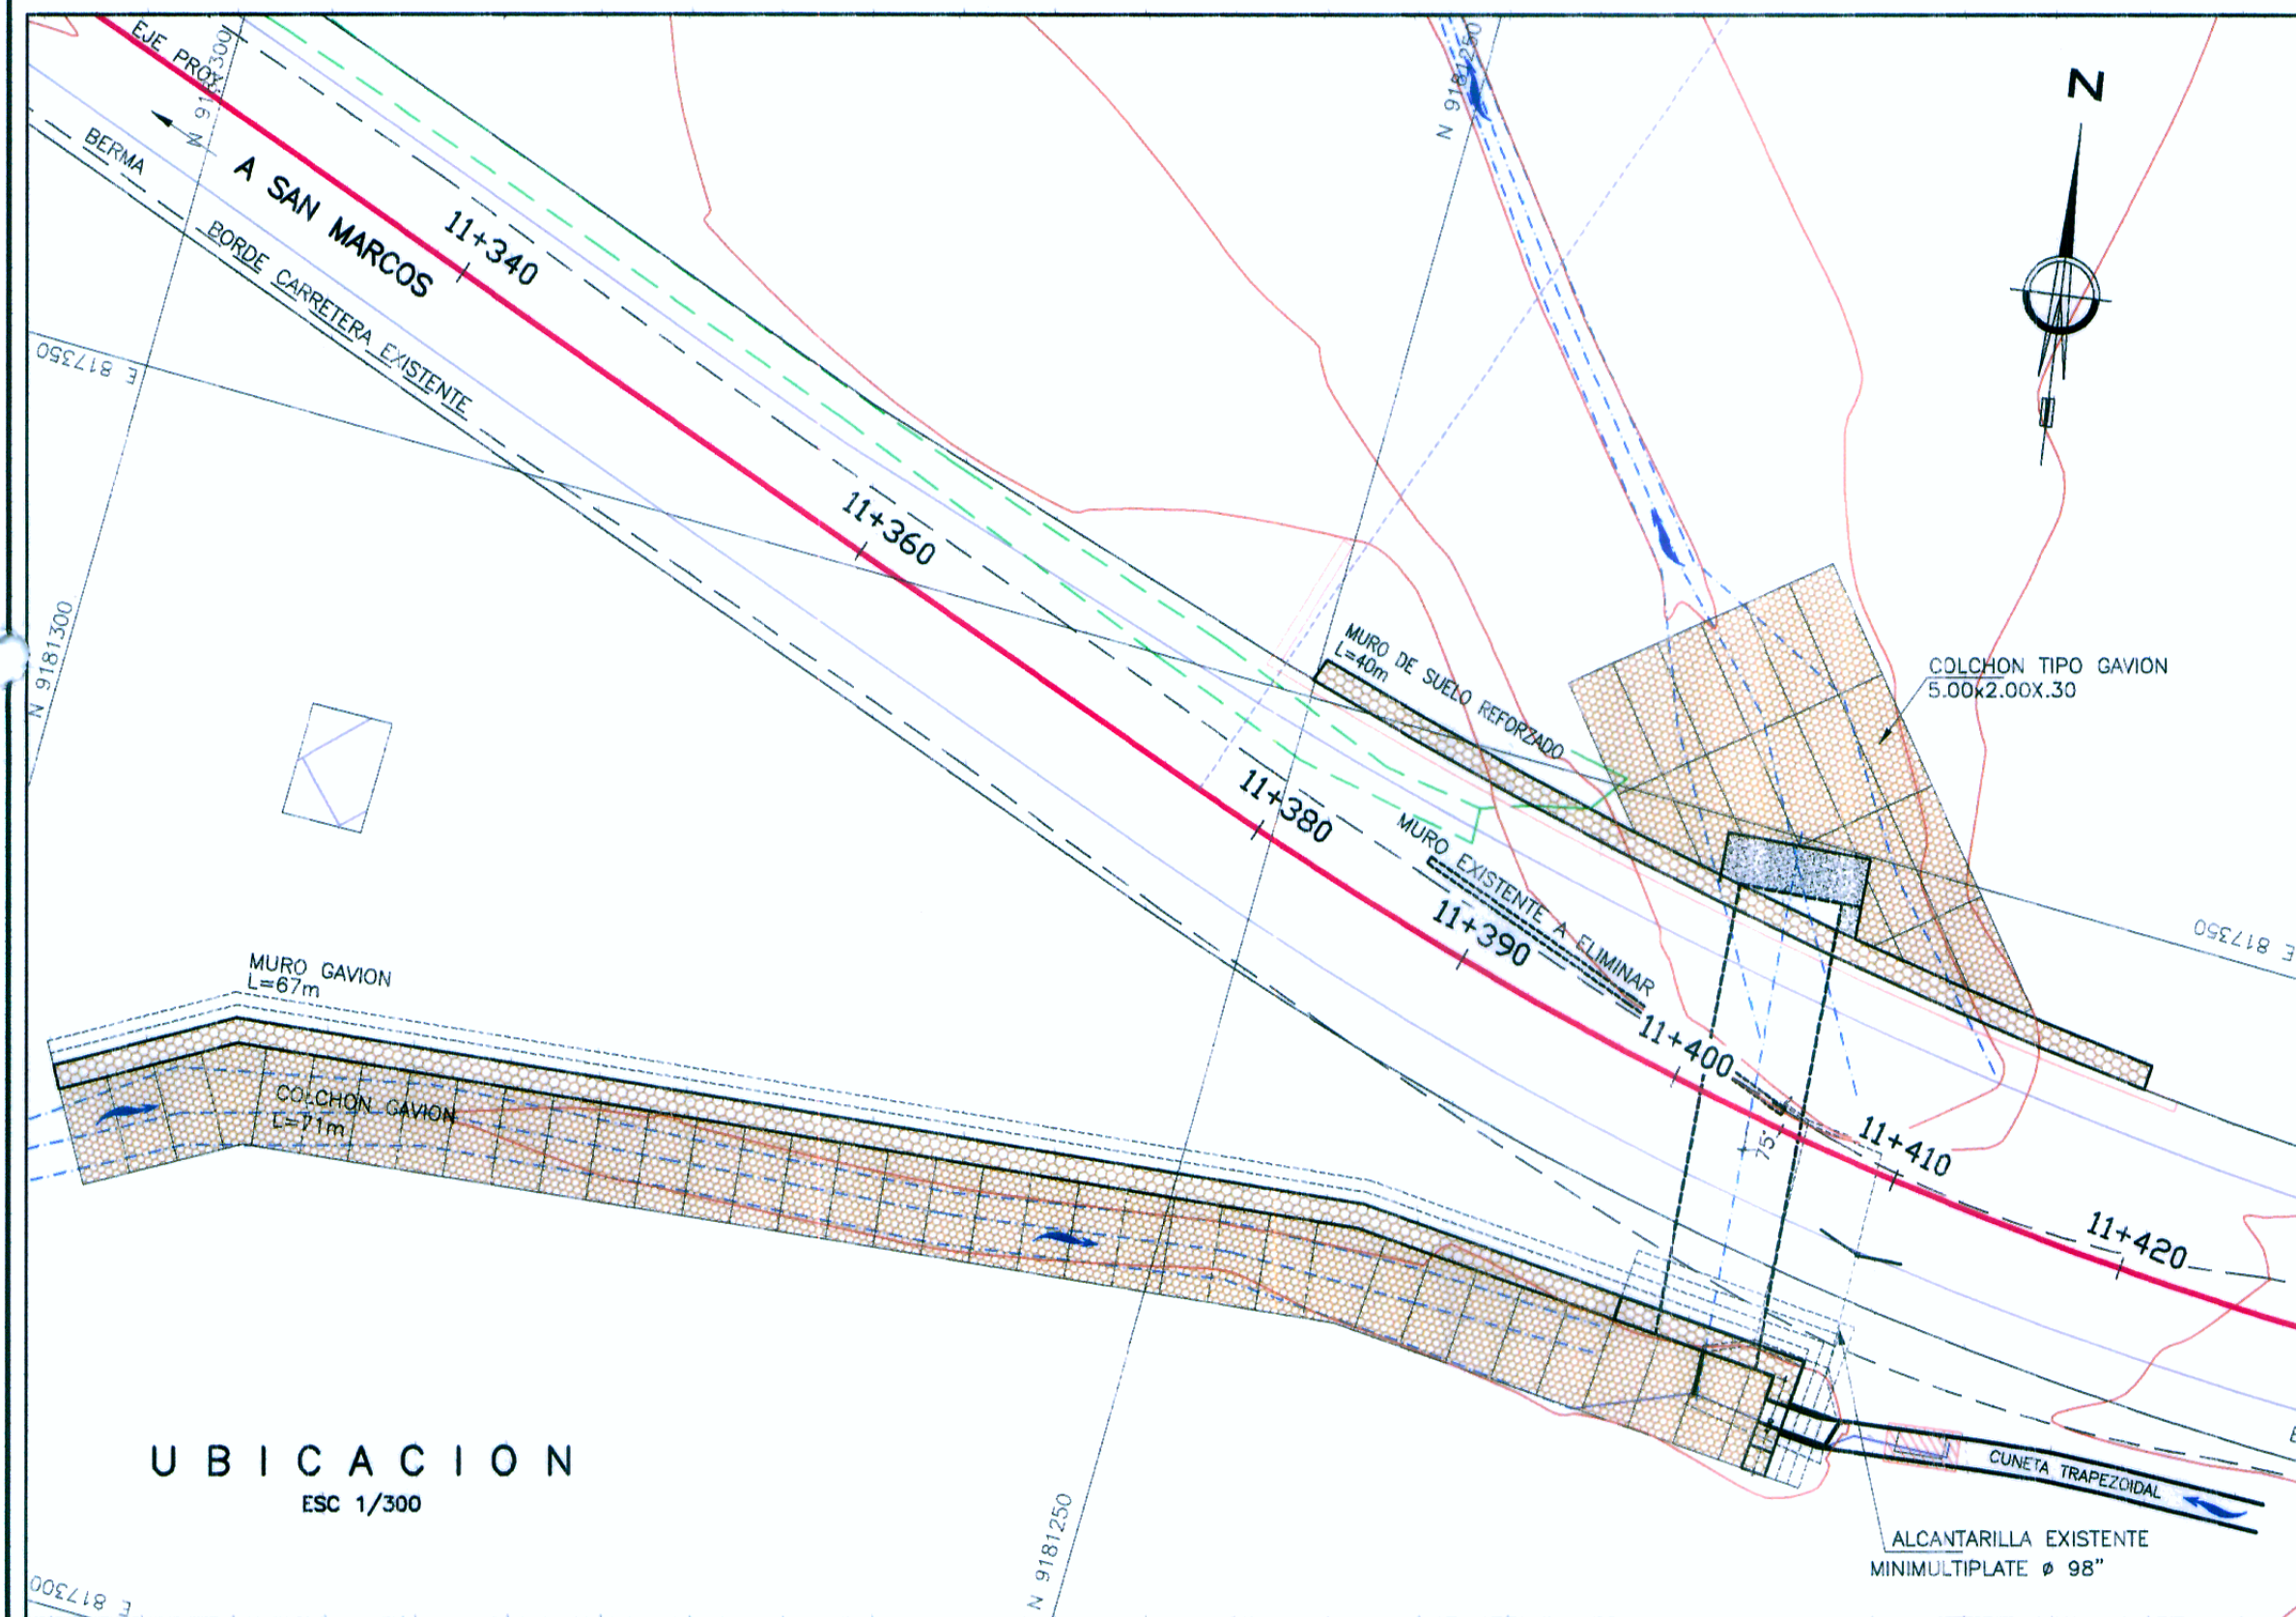 EJE PROY.
N 9181300
N 9181250
N
BERMA
A SAN MARCOS
11+340
BORDE CARRETERA EXISTENTE
E 817350
11+360
N 9181300
MURO DE SUELO REFORZADO
L=40m
COLCHON TIPO GAVION
5.00x2.00X.30
11+380
MURO EXISTENTE A ELIMINAR
11+390
E 817350
MURO GAVION
L=67m
11+400
COLCHON GAVION
L=71m
75°
11+410
11+420
UBICACION
ESC 1/300
CUNETA TRAPEZOIDAL
N 9181250
ALCANTARILLA EXISTENTE
MINIMULTIPLATE ø 98"
E 817300